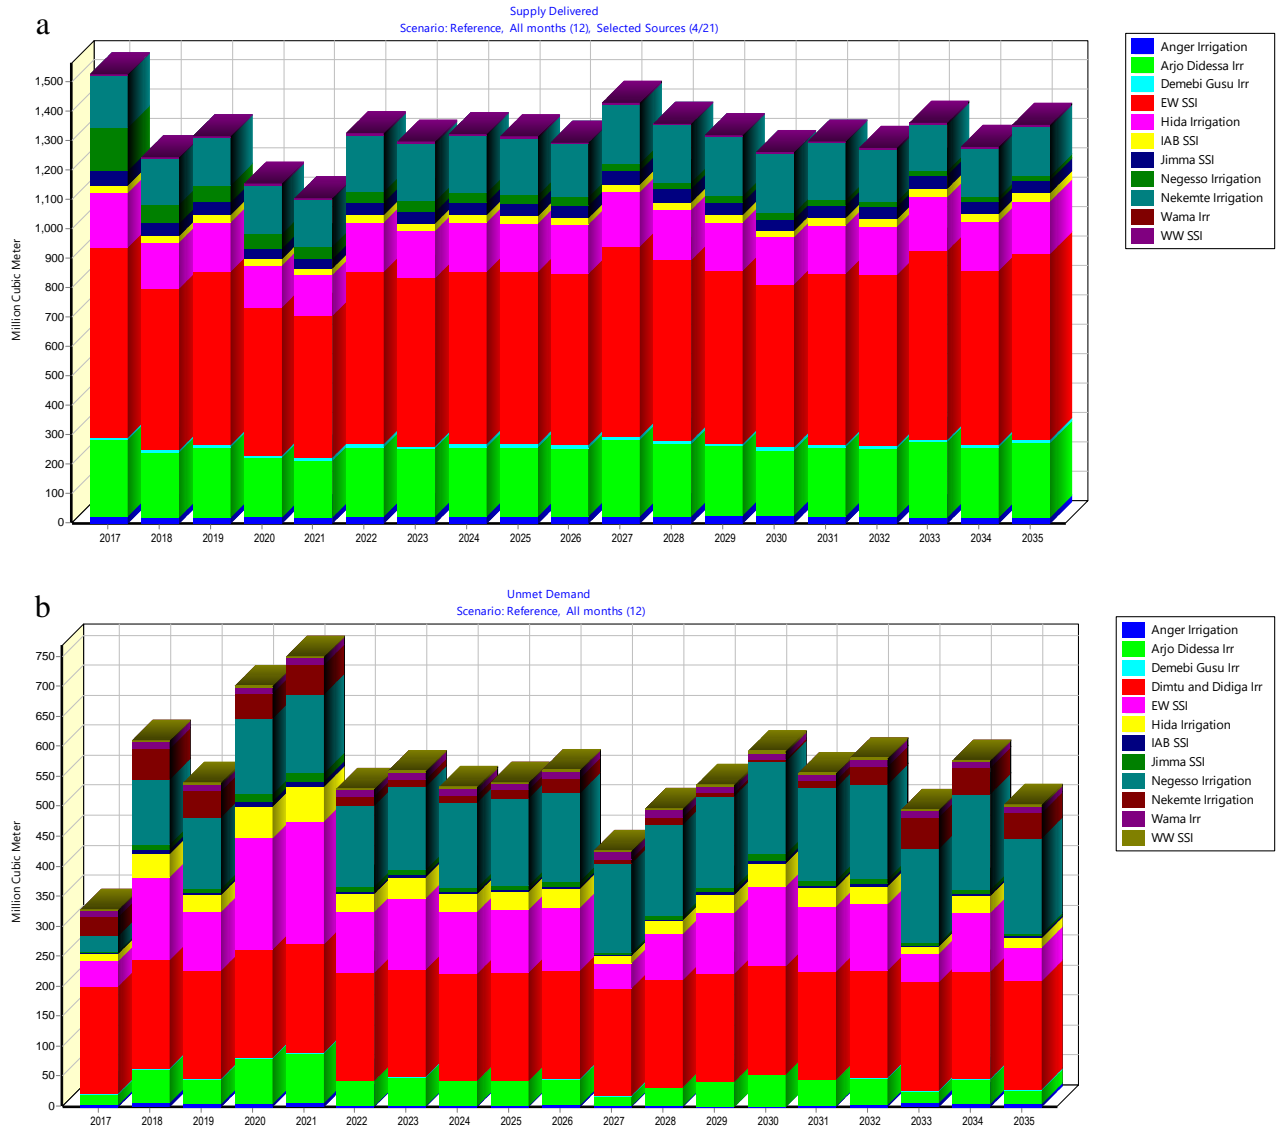 a
Supply Delivered
Scenario: Reference, All months (12), Selected Sources (4/21)
Anger Irrigation
Arjo Didessa Irr
Demebi Gusu Irr
EW SSI
Hida Irrigation
IAB SSI
Jimma SSI
Negesso Irrigation
Nekemte Irrigation
Wama Irr
WW SSI
Million Cubic Meter
1,500
1,400
1,300
1,200
1,100
1,000
900
800
700
600
500
400
300
200
100
0
2017 2018 2019 2020 2021 2022 2023 2024 2025 2026 2027 2028 2029 2030 2031 2032 2033 2034 2035
b
Unmet Demand
Scenario: Reference, All months (12)
Anger Irrigation
Arjo Didessa Irr
Demebi Gusu Irr
Dimtu and Didiga Irr
EW SSI
Hida Irrigation
IAB SSI
Jimma SSI
Negesso Irrigation
Nekemte Irrigation
Wama Irr
WW SSI
Million Cubic Meter
750
700
650
600
550
500
450
400
350
300
250
200
150
100
50
0
2017 2018 2019 2020 2021 2022 2023 2024 2025 2026 2027 2028 2029 2030 2031 2032 2033 2034 2035